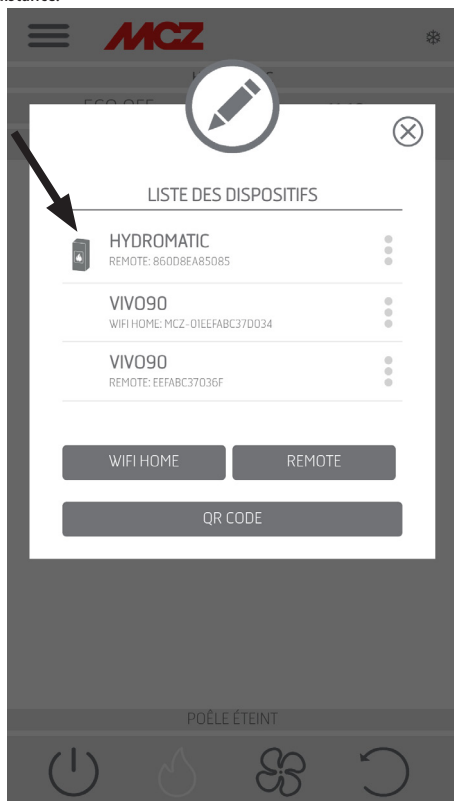 MCZ
LISTE DES DISPOSITIFS
HYDROMATIC
REMOTE: 860D8EA85085
VIVO90
WIFI HOME: MCZ-01EEFABC37D034
VIVO90
REMOTE: EEFABC37036F
WIFI HOME
REMOTE
QR CODE
POÊLE ÉTEINT